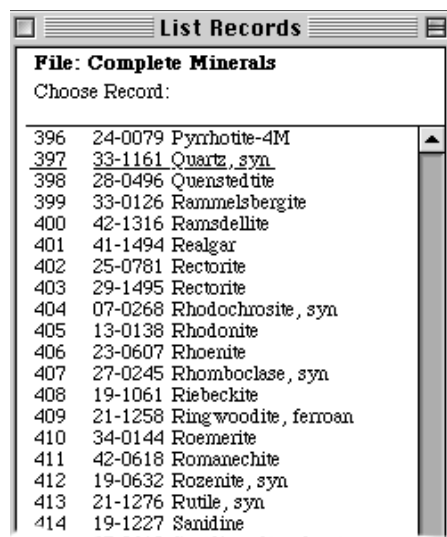 List Records
File: Complete Minerals
Choose Record:
396 24-0079 Pyrrhotite-4M
397 33-1161 Quartz, syn
398 28-0496 Quenstedtite
399 33-0126 Rammelsbergite
400 42-1316 Ramsdellite
401 41-1494 Realgar
402 25-0781 Rectorite
403 29-1495 Rectorite
404 07-0268 Rhodochrosite, syn
405 13-0138 Rhodonite
406 23-0607 Rhoenite
407 27-0245 Rhomboclase, syn
408 19-1061 Riebeckite
409 21-1258 Ringwoodite, ferroan
410 34-0144 Roemerite
411 42-0618 Romanechite
412 19-0632 Rozenite, syn
413 21-1276 Rutile, syn
414 19-1227 Sanidine